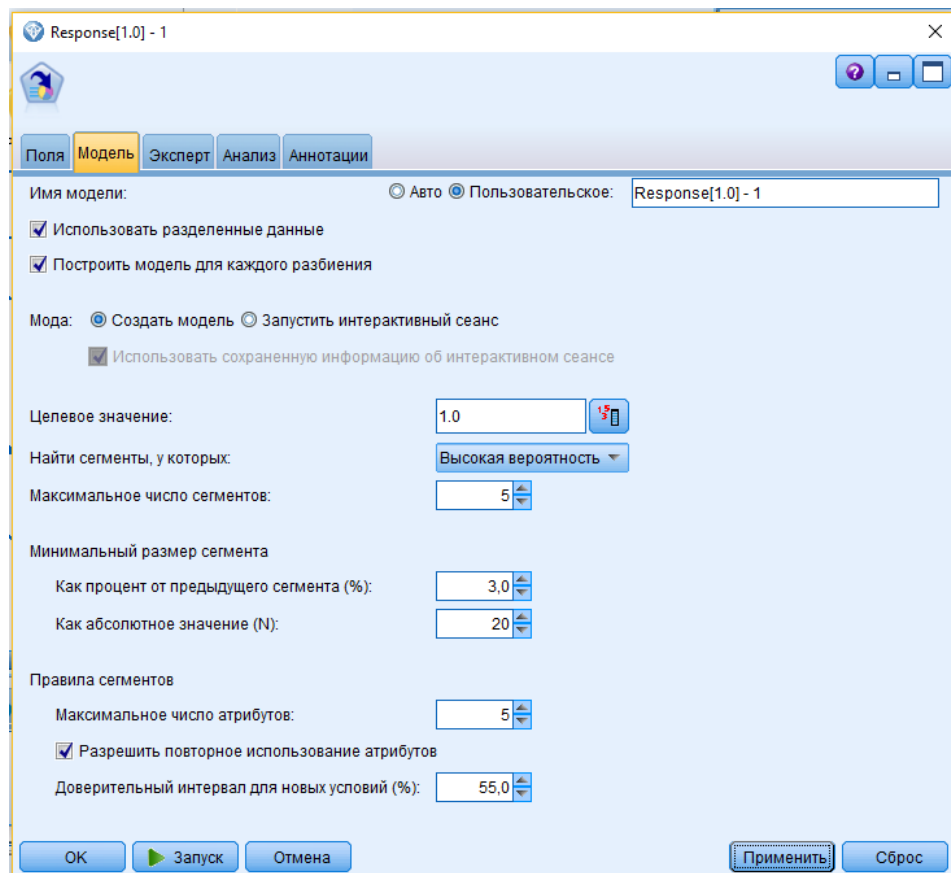 Response[1.0] - 1
Поля Модель Эксперт Анализ Аннотации
Имя модели: Авто Пользовательское: Response[1.0] - 1
Использовать разделенные данные
Построить модель для каждого разбиения
Мода: Создать модель Запустить интерактивный сеанс
Использовать сохраненную информацию об интерактивном сеансе
Целевое значение: 1.0
Найти сегменты, у которых: Высокая вероятность
Максимальное число сегментов: 5
Минимальный размер сегмента
Как процент от предыдущего сегмента (%): 3,0
Как абсолютное значение (N): 20
Правила сегментов
Максимальное число атрибутов: 5
Разрешить повторное использование атрибутов
Доверительный интервал для новых условий (%): 55,0
OK Запуск Отмена Применить Сброс